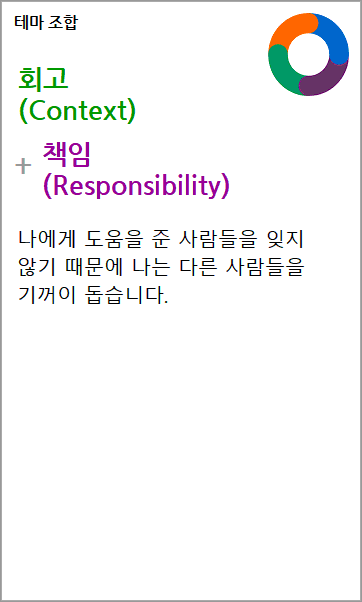 테마 조합
회고
(Context)
+ 책임
(Responsibility)
나에게 도움을 준 사람들을 잊지
않기 때문에 나는 다른 사람들을
기꺼이 돕습니다.